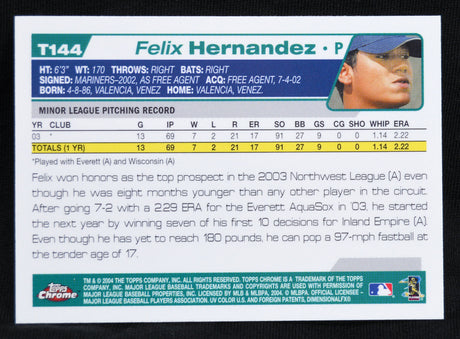 T144 Felix Hernandez • P
HT: 6'3" WT: 170 THROWS: RIGHT BATS: RIGHT
SIGNED: MARINERS-2002, AS FREE AGENT ACQ: FREE AGENT, 7-4-02
BORN: 4-8-86, VALENCIA, VENEZ. HOME: VALENCIA, VENEZ.
MINOR LEAGUE PITCHING RECORD
YR CLUB G IP W L R ER SO BB GS CG SHO WHIP ERA
03 * 13 69 7 2 21 17 91 27 9 0 0 1.14 2.22
TOTALS (1 YR) 13 69 7 2 21 17 91 27 9 0 0 1.14 2.22
*Played with Everett (A) and Wisconsin (A)
Felix won honors as the top prospect in the 2003 Northwest League (A) even
though he was eight months younger than any other player in the circuit.
After going 7-2 with a 2.29 ERA for the Everett AquaSox in '03, he started
the next year by winning seven of his first 10 decisions for Inland Empire (A)
Even though he has yet to reach 180 pounds, he can pop a 97-mph fastball at
the tender age of 17.
Topps Chrome
TM & © 2004 THE TOPPS COMPANY, INC. ALL RIGHTS RESERVED. TOPPS CHROME IS A TRADEMARK OF THE TOPPS
COMPANY, INC. MAJOR LEAGUE BASEBALL TRADEMARKS AND COPYRIGHTS ARE USED WITH PERMISSION OF
MAJOR LEAGUE BASEBALL PROPERTIES, INC. LICENSED BY MLB & MLBPA. © MLBPA, 2004. OFFICIAL LICENSEE-
MAJOR LEAGUE BASEBALL PLAYERS ASSOCIATION. UV COLOR U.S. AND FOREIGN PATENTS, DIMENSIONALFX®